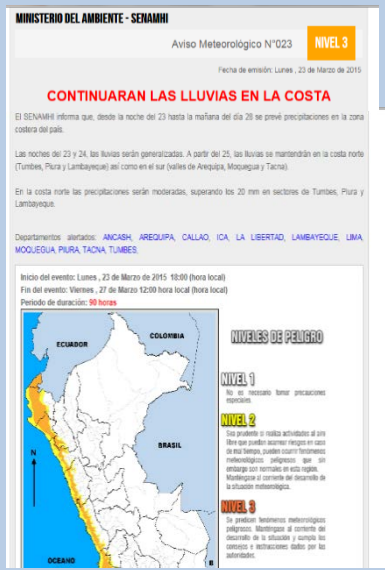 MINISTERIO DEL AMBIENTE - SENAMHI
Aviso Meteorológico N°023
NIVEL 3
Fecha de emisión: Lunes , 23 de Marzo de 2015
CONTINUARAN LAS LLUVIAS EN LA COSTA
El SENAMHI informa que, desde la noche del 23 hasta la mañana del día 28 se prevé precipitaciones en la zona
costera del país.
Las noches del 23 y 24, las lluvias serán generalizadas. A partir del 25, las lluvias se mantendrán en la costa norte
(Tumbes, Piura y Lambayeque) así como en el sur (valles de Arequipa, Moquegua y Tacna).
En la costa norte las precipitaciones serán moderadas, superando los 20 mm en sectores de Tumbes, Piura y
Lambayeque.
Departamentos alertados: ANCASH, AREQUIPA, CALLAO, ICA, LA LIBERTAD, LAMBAYEQUE, LIMA,
MOQUEGUA, PIURA, TACNA, TUMBES;
Inicio del evento: Lunes , 23 de Marzo de 2015 18:00 (hora local)
Fin del evento: Viernes , 27 de Marzo 12:00 hora local (hora local)
Periodo de duración: 90 horas
ECUADOR
COLOMBIA
BRASIL
N
OCEANO
B
NIVELES DE PELIGRO
NIVEL 1
No es necesario tomar precauciones
especiales.
NIVEL 2
Sea prudente si realiza actividades al aire
libre que puedan acarrear riesgos en caso
de mal tiempo, pueden ocurrir fenómenos
meteorológicos peligrosos que sin
embargo son normales en esta región.
Manténgase al corriente del desarrollo de
la situación meteorológica.
NIVEL 3
Se predicen fenómenos meteorológicos
peligrosos. Manténgase al corriente del
desarrollo de la situación y cumpla los
consejos e instrucciones dados por las
autoridades.